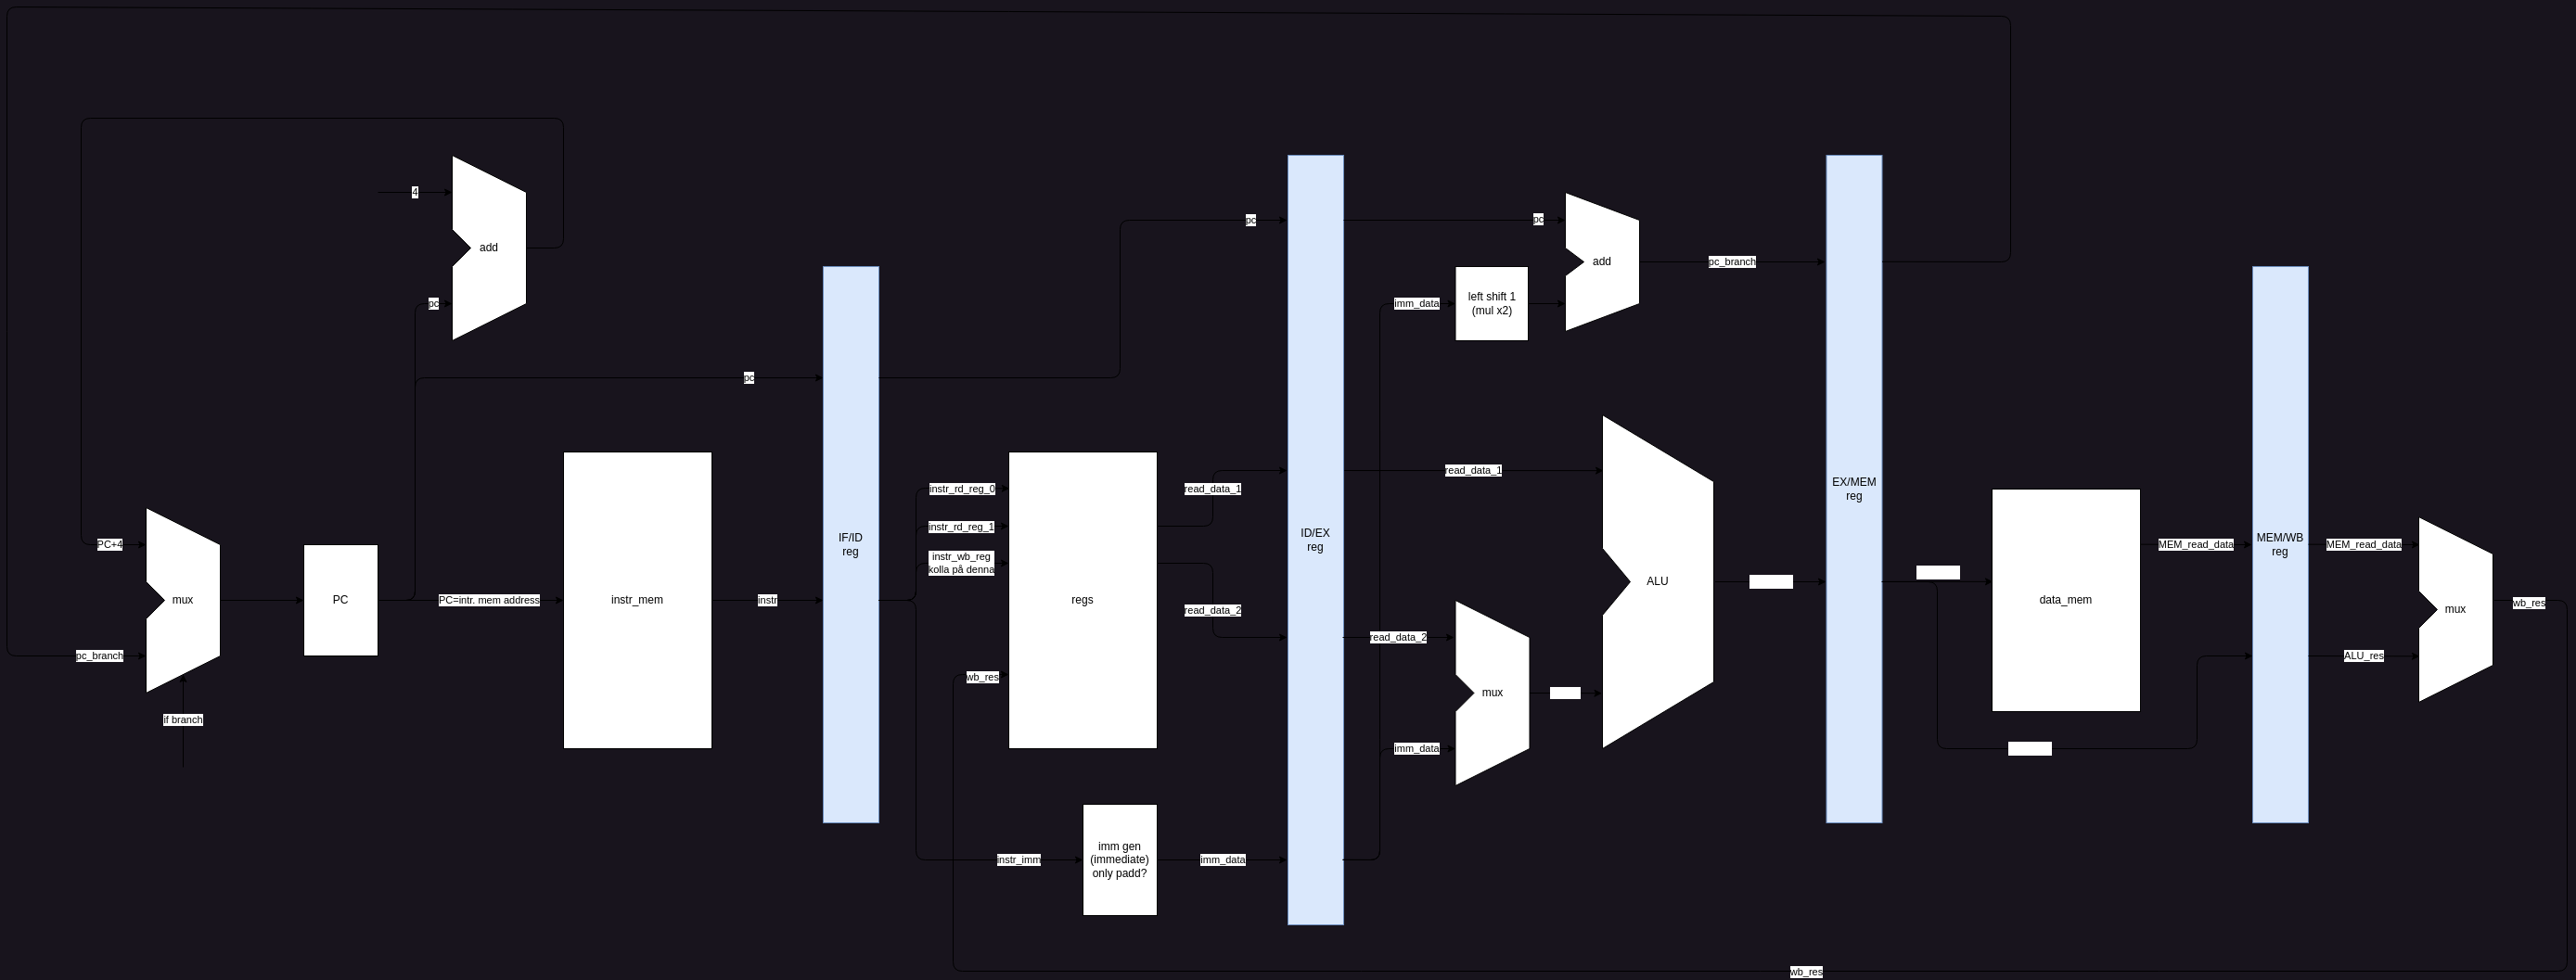 4
add
pc
pc
PC+4
mux
pc_branch
if branch
PC
PC=intr. mem address
instr_mem
instr
IF/ID
reg
instr_rd_reg_0
instr_rd_reg_1
instr_wb_reg
kolla på denna
wb_res
regs
read_data_1
read_data_2
instr_imm
imm gen
(immediate)
only padd?
imm_data
pc
ID/EX
reg
pc
imm_data
left shift 1
(mul x2)
add
pc_branch
read_data_1
read_data_2
imm_data
mux
ALU
EX/MEM
reg
data_mem
MEM_read_data
MEM/WB
reg
MEM_read_data
ALU_res
mux
wb_res
wb_res